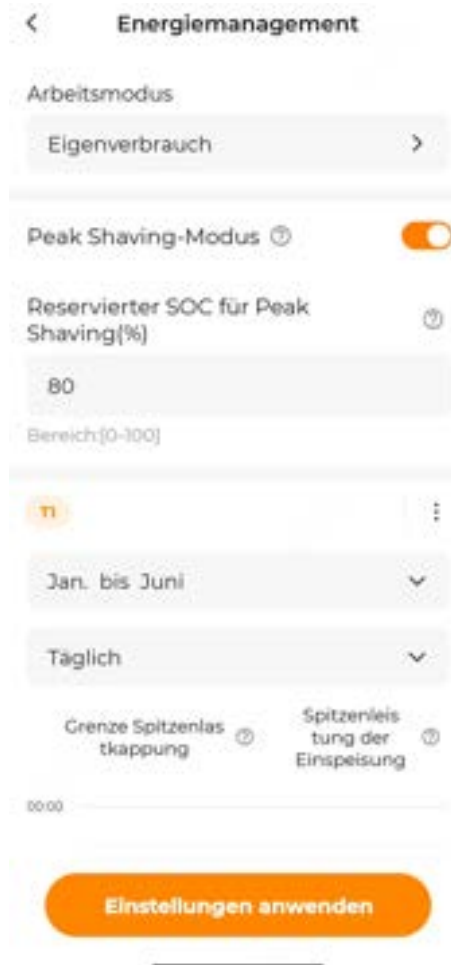 Energiemanagement
Arbeitsmodus
Eigenverbrauch
Peak Shaving-Modus
Reservierter SOC für Peak
Shaving(%)
80
Bereich:[0-100]
T1
Jan. bis Juni
Täglich
Grenze Spitzenlas
tkappung
Spitzenleis
tung der
Einspeisung
00:00
Einstellungen anwenden